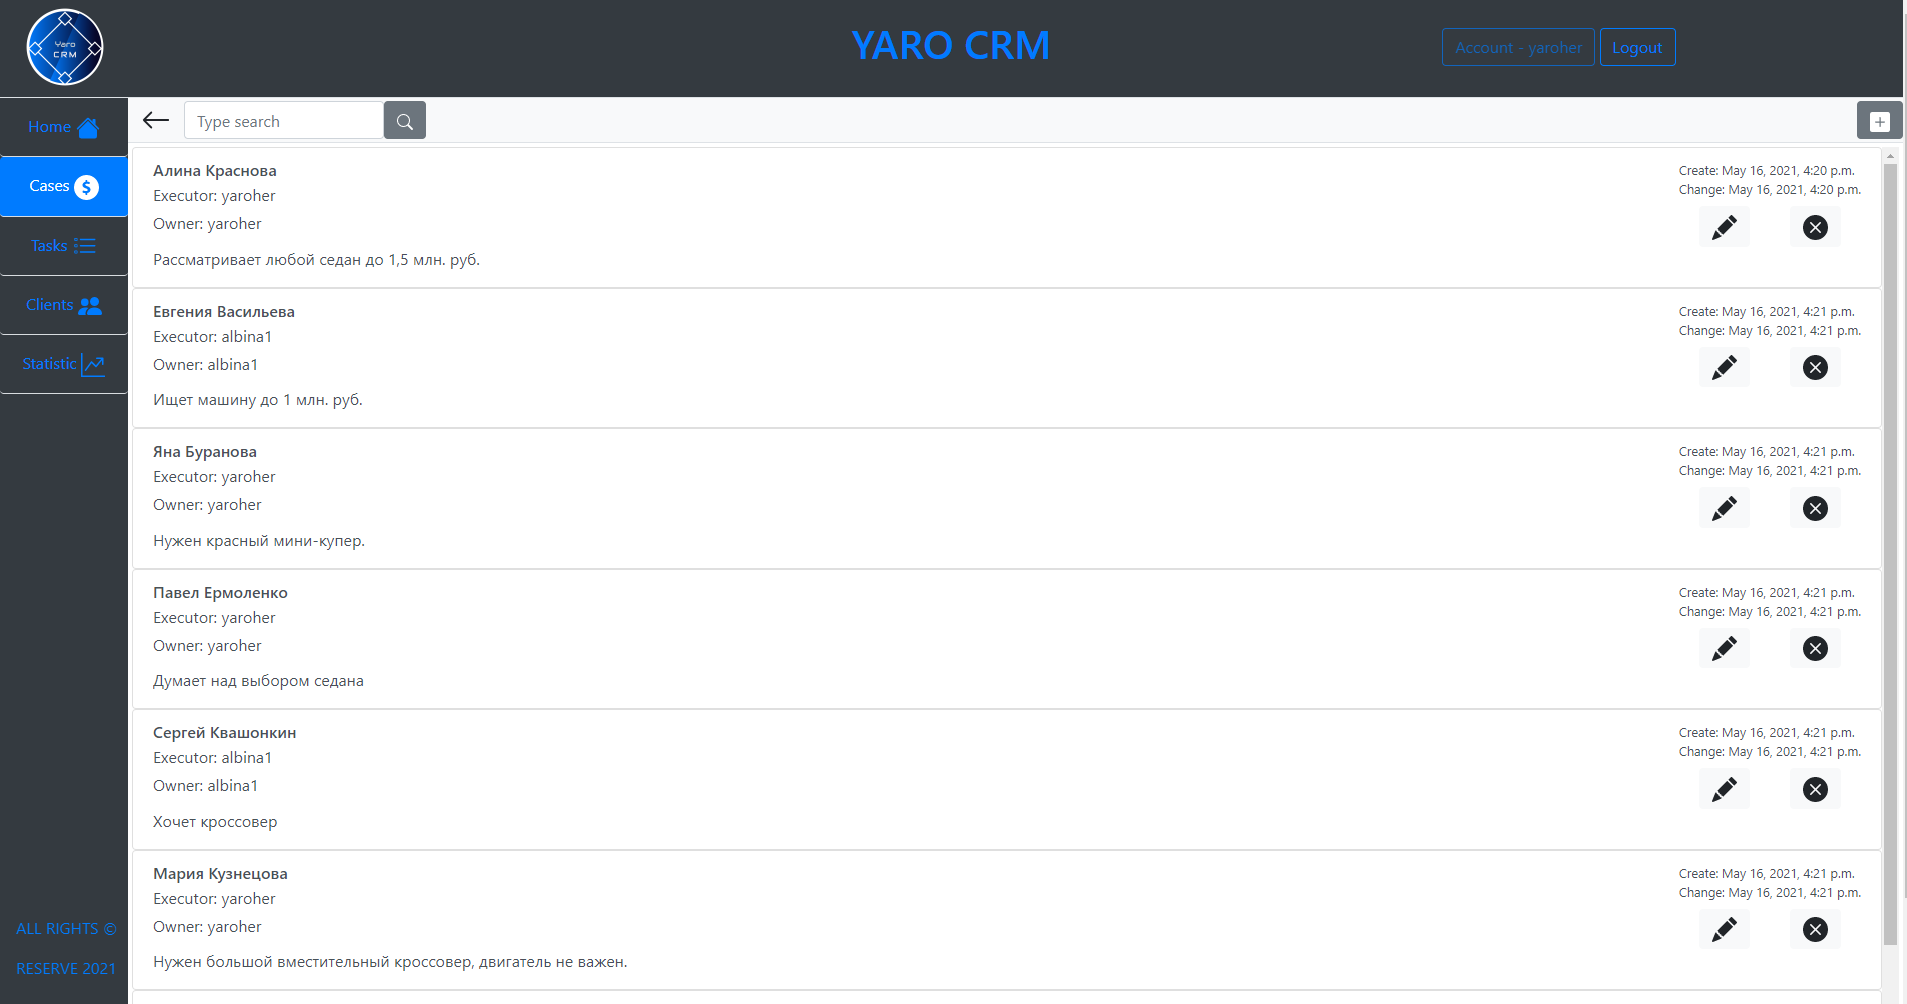 Yaro
CRM
YARO CRM
Account - yaroher
Logout
Home
Cases
Tasks
Clients
Statistic
ALL RIGHTS ©
RESERVE 2021
Type search
Алина Краснова
Executor: yaroher
Owner: yaroher
Рассматривает любой седан до 1,5 млн. руб.
Create: May 16, 2021, 4:20 p.m.
Change: May 16, 2021, 4:20 p.m.
Евгения Васильева
Executor: albina1
Owner: albina1
Ищет машину до 1 млн. руб.
Create: May 16, 2021, 4:21 p.m.
Change: May 16, 2021, 4:21 p.m.
Яна Буранова
Executor: yaroher
Owner: yaroher
Нужен красный мини-купер.
Create: May 16, 2021, 4:21 p.m.
Change: May 16, 2021, 4:21 p.m.
Павел Ермоленко
Executor: yaroher
Owner: yaroher
Думает над выбором седана
Create: May 16, 2021, 4:21 p.m.
Change: May 16, 2021, 4:21 p.m.
Сергей Квашонкин
Executor: albina1
Owner: albina1
Хочет кроссовер
Create: May 16, 2021, 4:21 p.m.
Change: May 16, 2021, 4:21 p.m.
Мария Кузнецова
Executor: yaroher
Owner: yaroher
Нужен большой вместительный кроссовер, двигатель не важен.
Create: May 16, 2021, 4:21 p.m.
Change: May 16, 2021, 4:21 p.m.